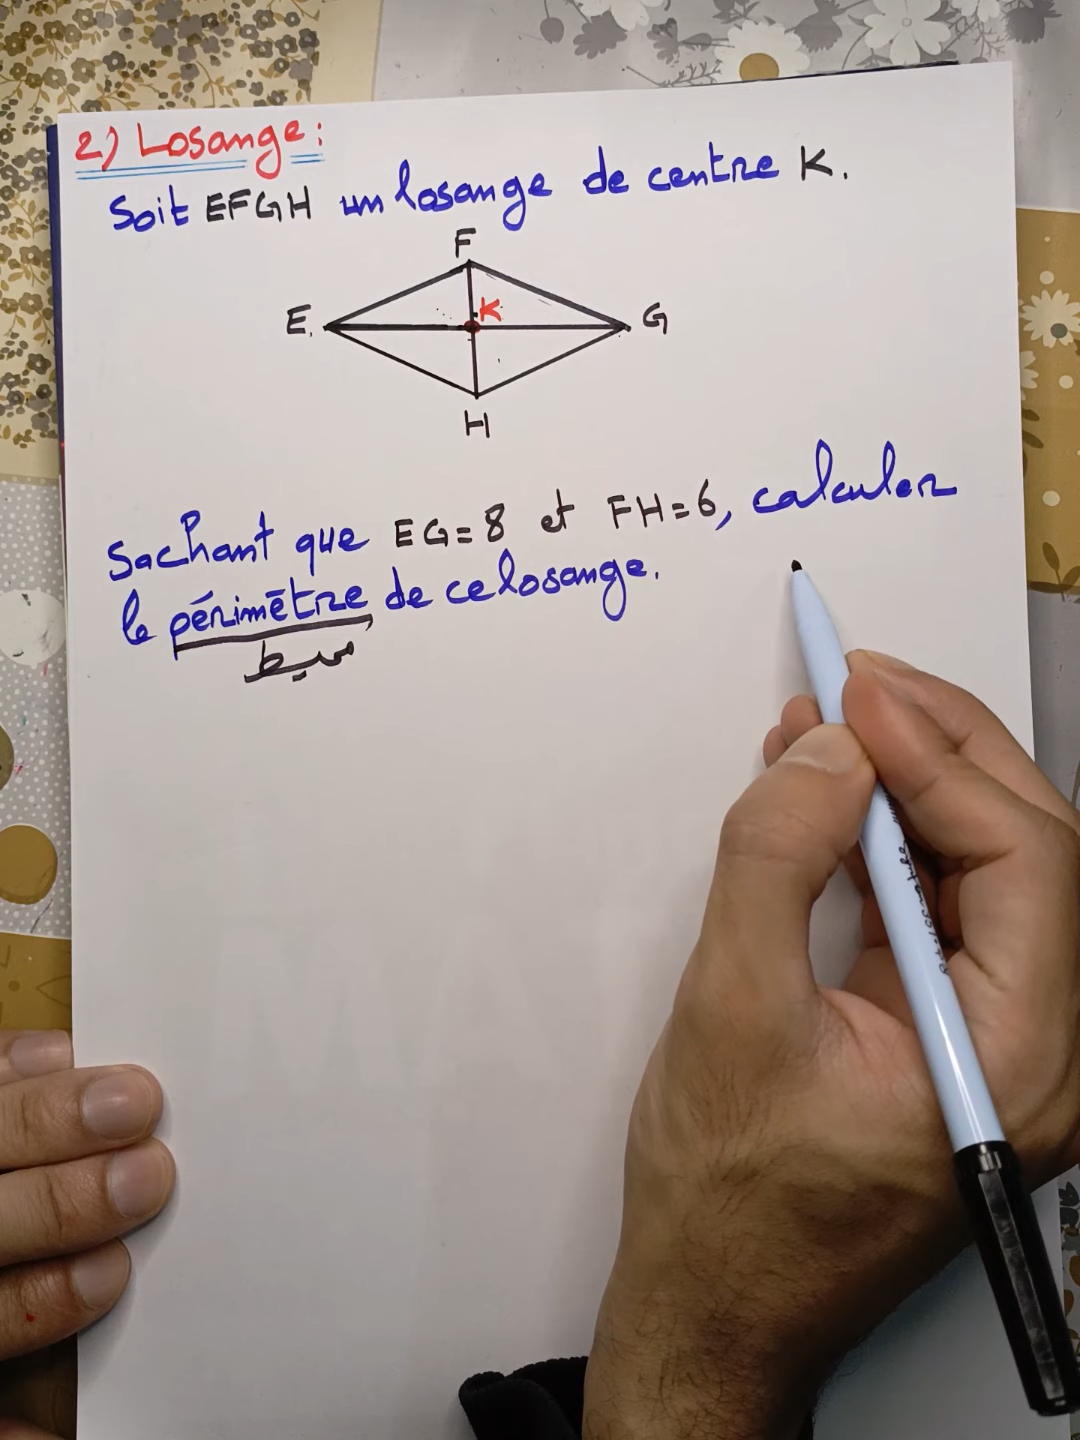 2) Losange:
Soit EFGH un losange de centre K.
F
K
E
G
H
Sachant que EG=8 et FH=6, calculer
le périmètre de ce losange.
محيط